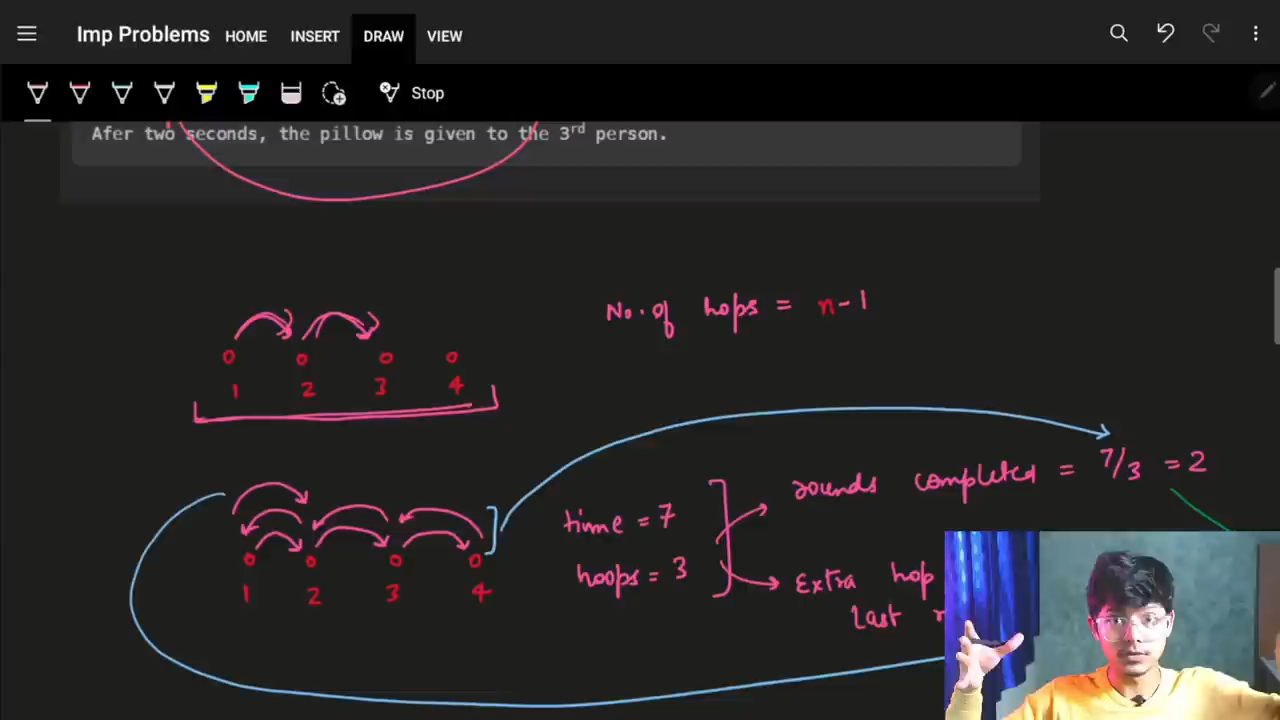 Imp Problems HOME INSERT DRAW VIEW
Stop
Afer two seconds, the pillow is given to the 3rd person.
No. of hops = n-1
1 2 3 4
rounds completed = 7/3 = 2
time = 7
hoops = 3
Extra hop
1 2 3 4
last